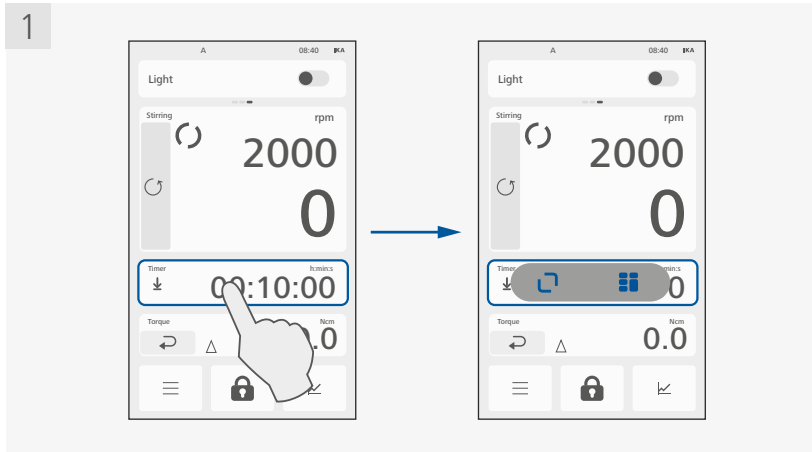 1
A 08:40 IKA
Light
Stirring rpm
2000
0
Timer h:min:s
00:10:00
Torque Ncm
.0
A 08:40 IKA
Light
Stirring rpm
2000
0
Timer min:s
0
Torque Ncm
0.0